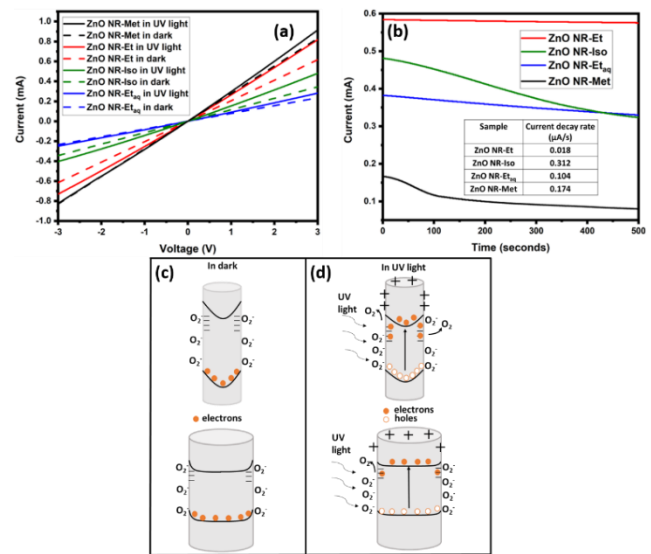 (a)
ZnO NR-Met in UV light
ZnO NR-Met in dark
ZnO NR-Et in UV light
ZnO NR-Et in dark
ZnO NR-Iso in UV light
ZnO NR-Iso in dark
ZnO NR-Etaq in UV light
ZnO NR-Etaq in dark
1.0
0.8
0.6
0.4
0.2
0.0
-0.2
-0.4
-0.6
-0.8
-1.0
Current (mA)
-3 -2 -1 0 1 2 3
Voltage (V)
(b)
ZnO NR-Et
ZnO NR-Iso
ZnO NR-Etaq
ZnO NR-Met
0.6
0.5
0.4
0.3
0.2
0.1
Current (mA)
Sample Current decay rate (µA/s)
ZnO NR-Et 0.018
ZnO NR-Iso 0.312
ZnO NR-Etaq 0.104
ZnO NR-Met 0.174
0 100 200 300 400 500
Time (seconds)
(c)
In dark
O2- O2-
O2- O2-
O2- O2-
electrons
O2- O2-
O2- O2-
O2- O2-
(d)
In UV light
+ + + +
+ +
+ +
UV
light
O2
O2
O2- O2-
O2- O2-
electrons
holes
+ + +
+ +
UV
light
O2 O2-
O2- O2-
O2- O2-